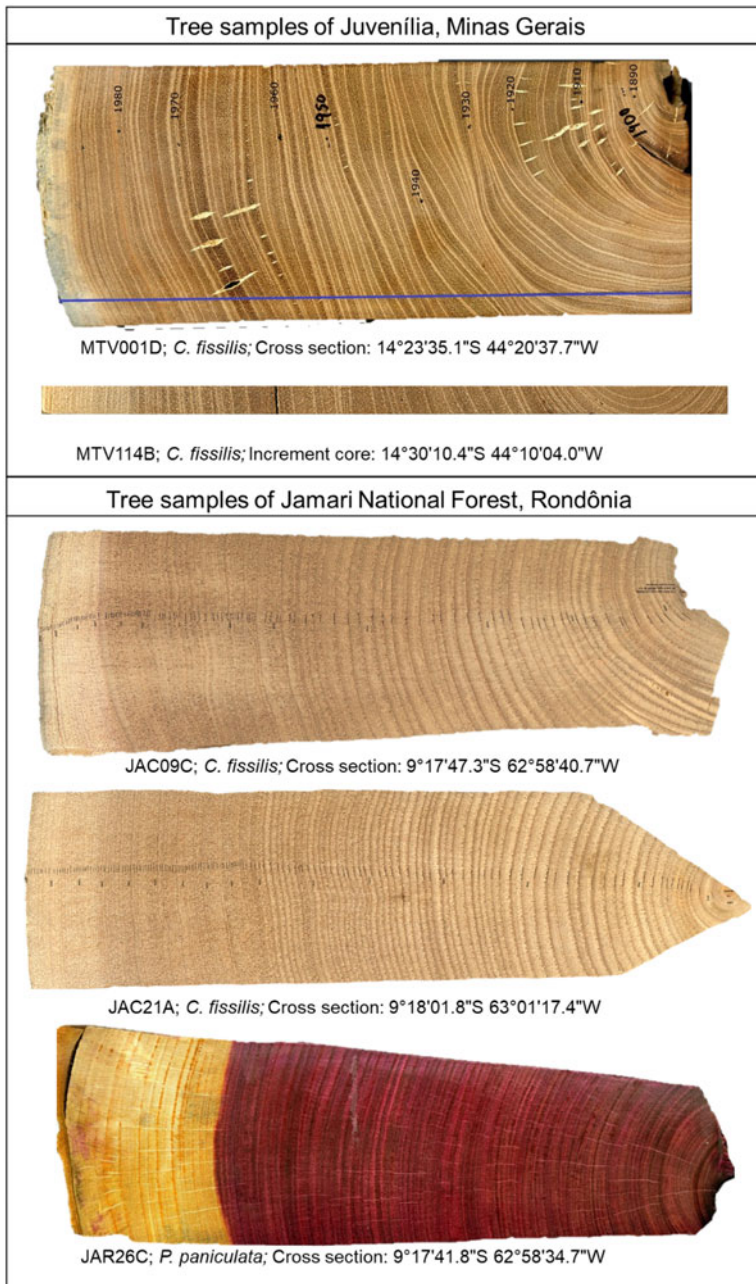 Tree samples of Juvenília, Minas Gerais
1980
1970
1960
1950
1940
1930
1920
1910
1900
1890
MTV001D; C. fissilis; Cross section: 14°23'35.1"S 44°20'37.7"W
MTV114B; C. fissilis; Increment core: 14°30'10.4"S 44°10'04.0"W
Tree samples of Jamari National Forest, Rondônia
JAC09C; C. fissilis; Cross section: 9°17'47.3"S 62°58'40.7"W
JAC21A; C. fissilis; Cross section: 9°18'01.8"S 63°01'17.4"W
JAR26C; P. paniculata; Cross section: 9°17'41.8"S 62°58'34.7"W